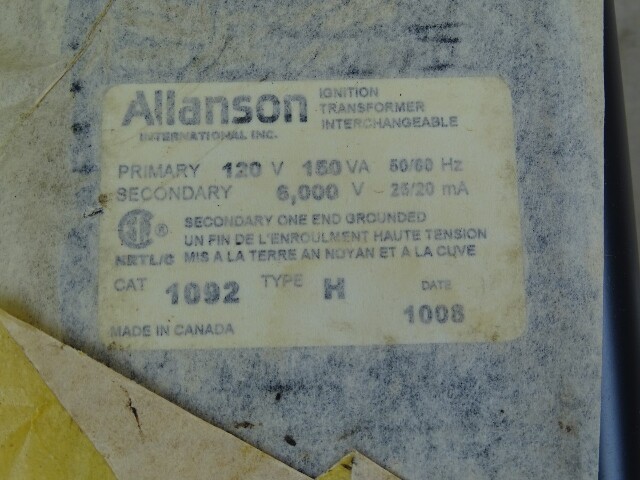 Allanson
INTERNATIONAL INC.
IGNITION
TRANSFORMER
INTERCHANGEABLE
PRIMARY 120 V 150 VA 50/60 Hz
SECONDARY 6,000 V 25/20 mA
SECONDARY ONE END GROUNDED
UN FIN DE L'ENROULMENT HAUTE TENSION
NRTL/C MIS A LA TERRE AN NOYAN ET A LA CUVE
CAT 1092 TYPE H DATE
1008
MADE IN CANADA